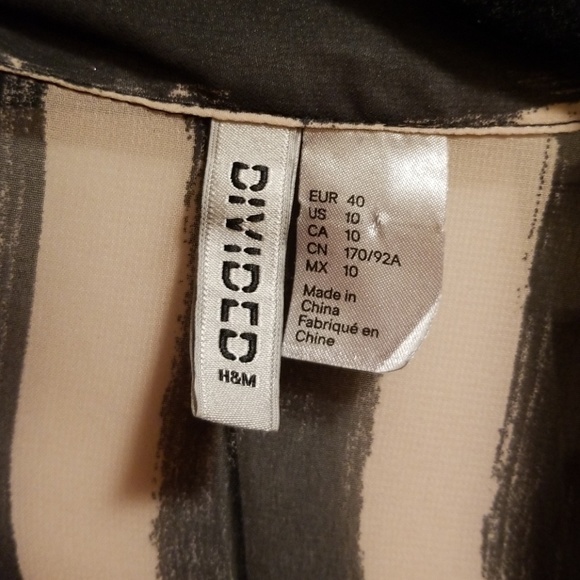 DIVIDED
H&M
EUR 40
US 10
CA 10
CN 170/92A
MX 10
Made in
China
Fabriqué en
Chine